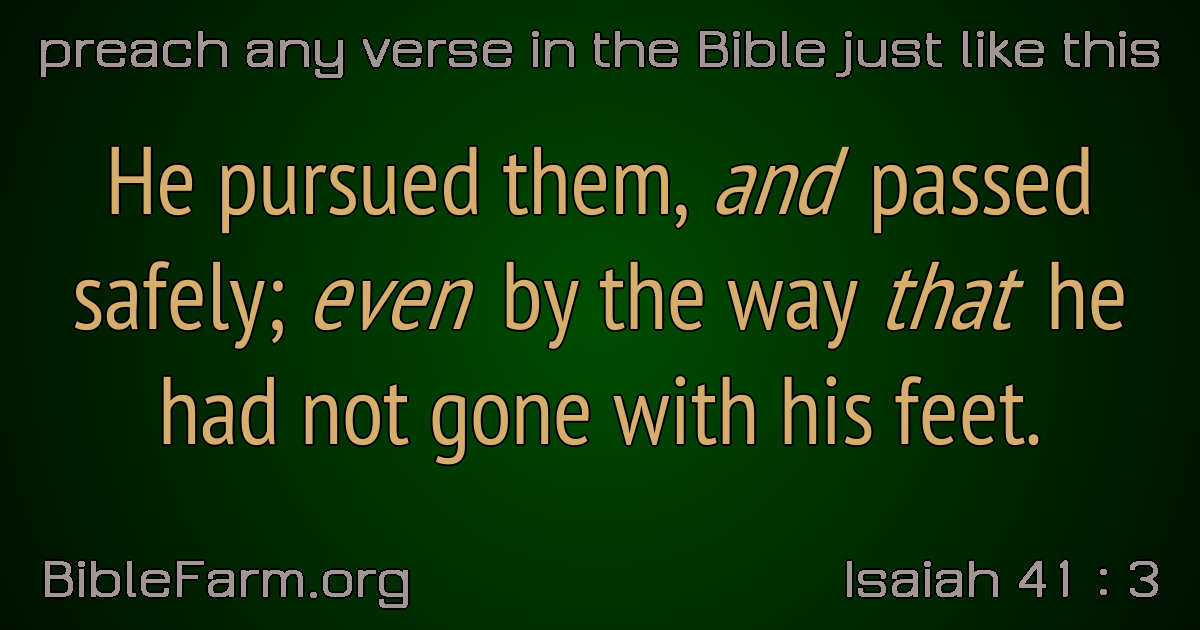 preach any verse in the Bible just like this
He pursued them, and passed
safely; even by the way that he
had not gone with his feet.
BibleFarm.org
Isaiah 41 : 3